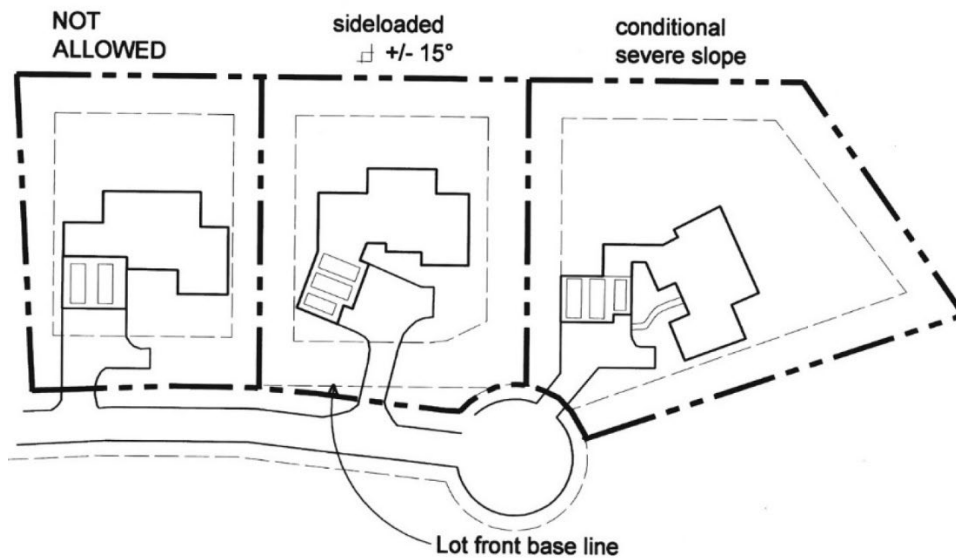 NOT
ALLOWED
sideloaded
+/- 15°
conditional
severe slope
Lot front base line